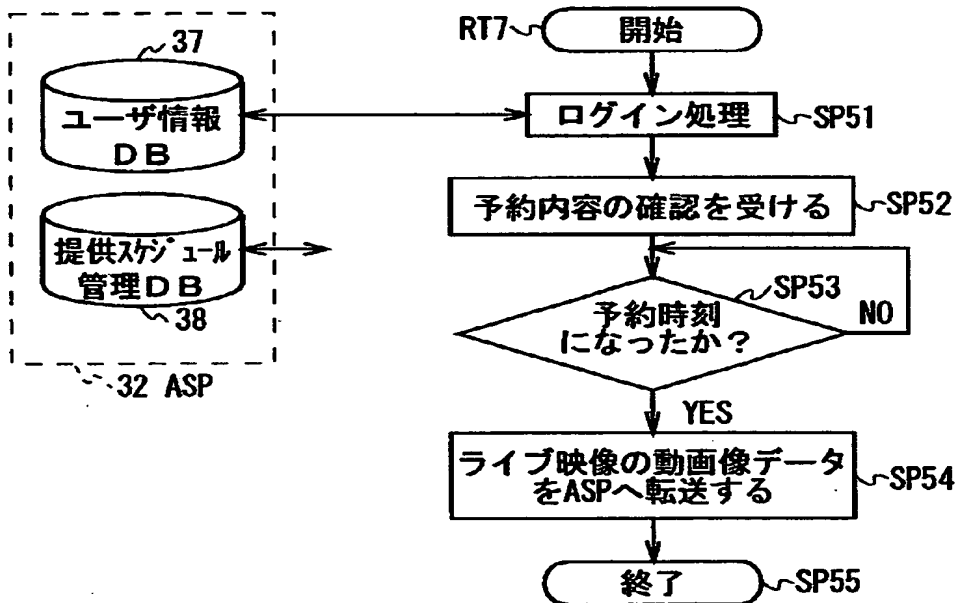 37
ユーザ情報
DB
提供スケジュール
管理DB
38
32 ASP
RT7
開始
ログイン処理
SP51
予約内容の確認を受ける
SP52
予約時刻
になったか?
SP53
NO
YES
ライブ映像の動画像データ
をASPへ転送する
SP54
終了
SP55